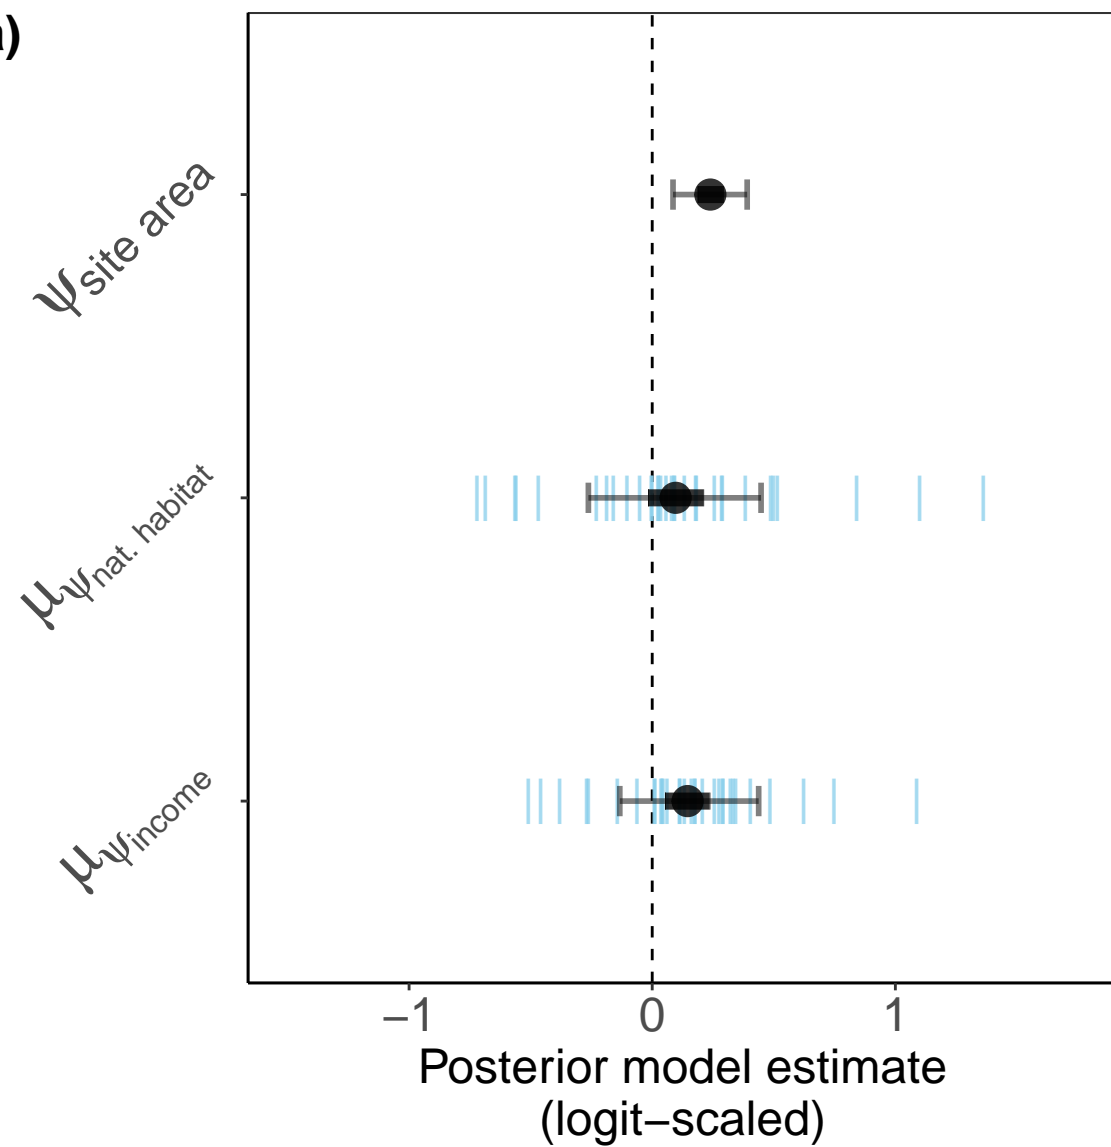 )
ψsite area
μψnat. habitat
μψincome
−1 0 1
Posterior model estimate
(logit−scaled)